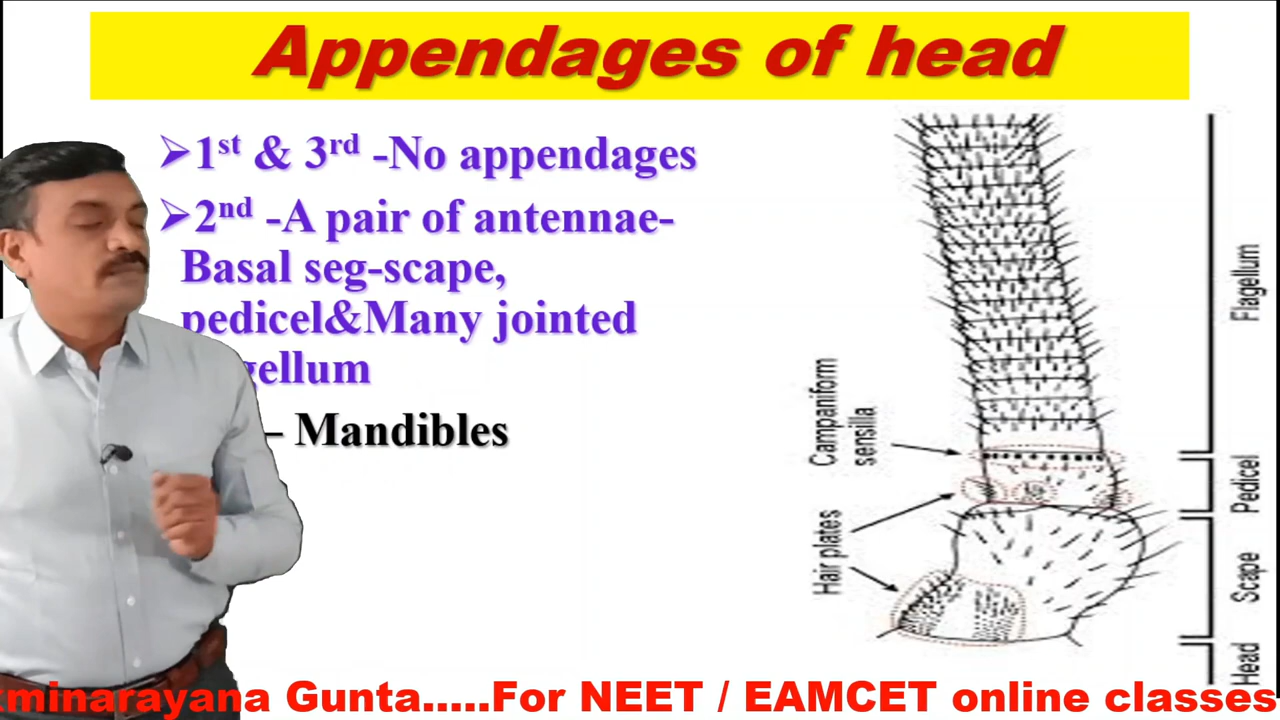 Appendages of head
➢1st & 3rd -No appendages
➢2nd -A pair of antennae-
Basal seg-scape,
pedicel&Many jointed
gellum
– Mandibles
Flagellum
Campaniform
sensilla
Pedicel
Hair plates
Scape
Head
minarayana Gunta.....For NEET / EAMCET online classes